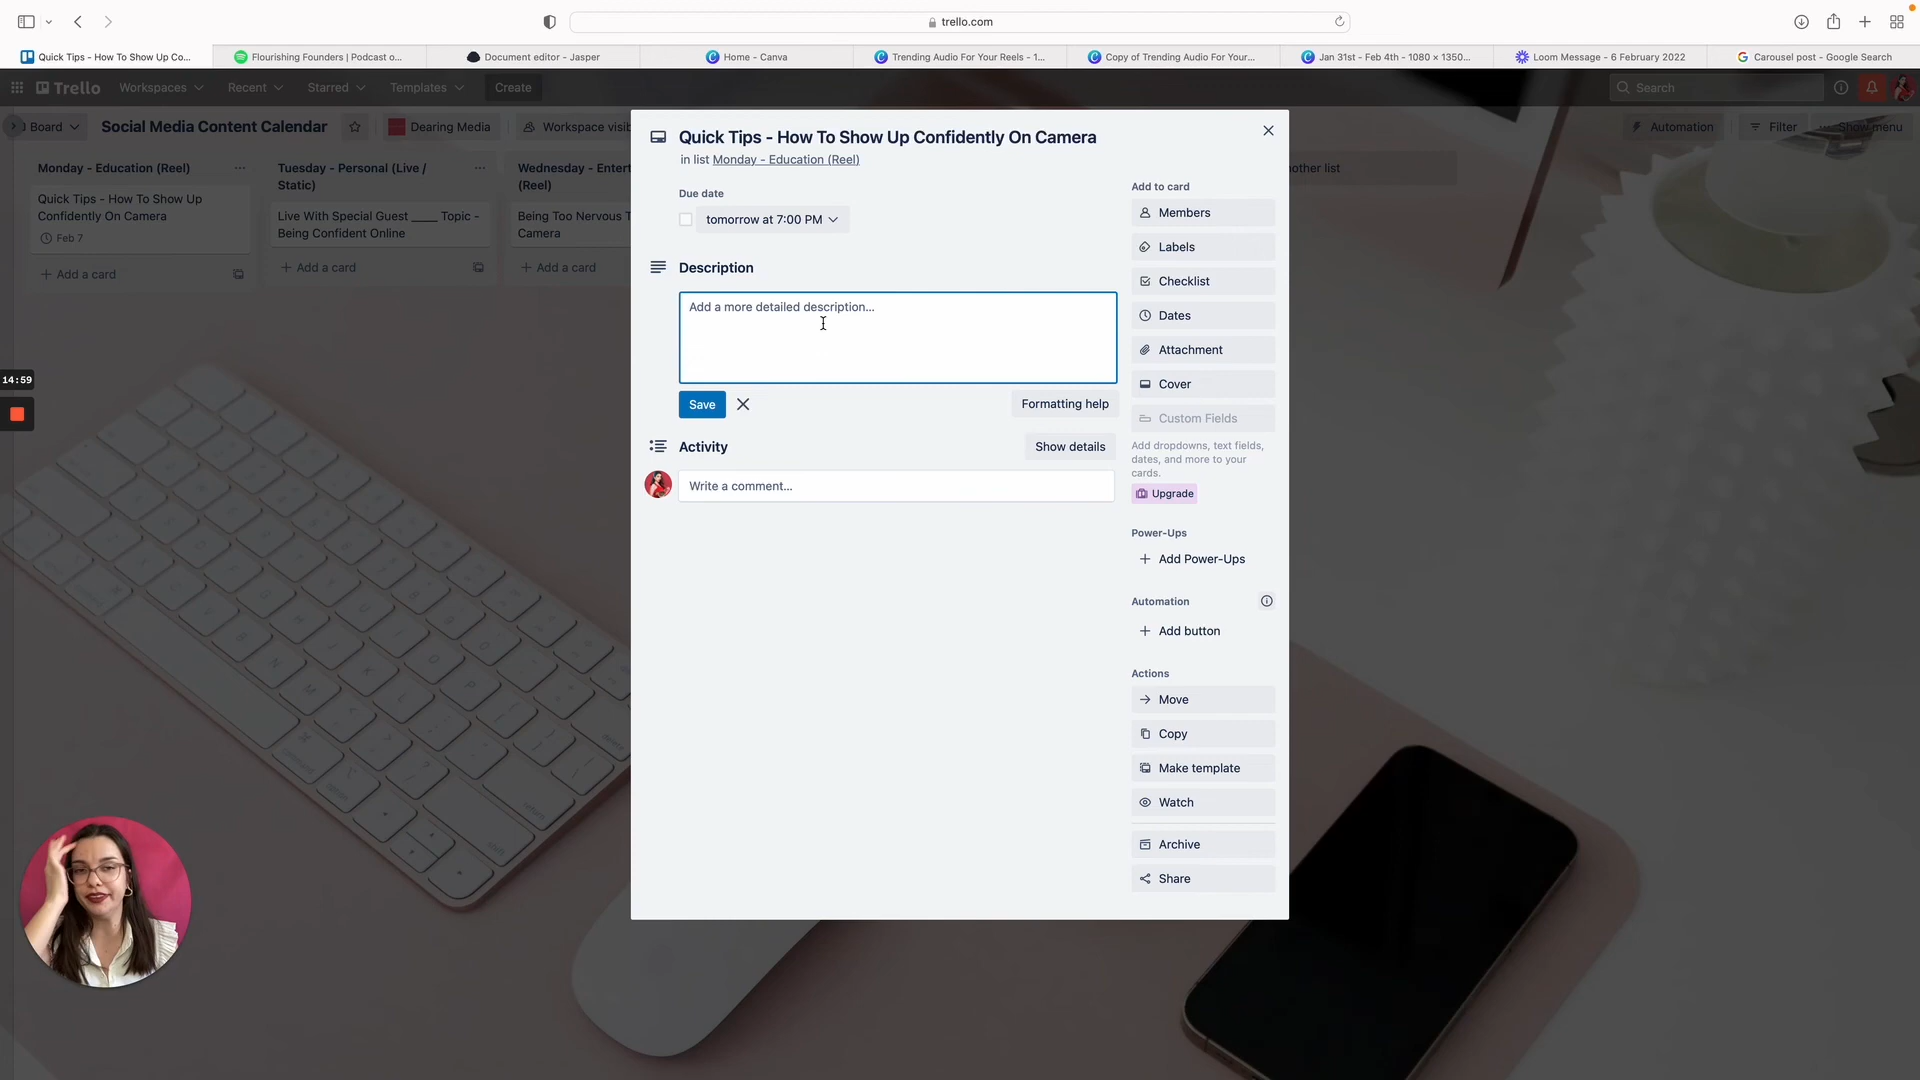 trello.com
Quick Tips - How To Show Up Co...
Flourishing Founders | Podcast o...
Document editor - Jasper
Home - Canva
Trending Audio For Your Reels - 1...
Copy of Trending Audio For Your...
Jan 31st - Feb 4th - 1080 × 1350...
Loom Message - 6 February 2022
Carousel post - Google Search
Trello
Workspaces
Recent
Starred
Templates
Create
Search
Board
Social Media Content Calendar
Dearing Media
Workspace visib
Automation
Filter
Show menu
Monday - Education (Reel)
Quick Tips - How To Show Up
Confidently On Camera
Feb 7
+ Add a card
Tuesday - Personal (Live /
Static)
Live With Special Guest ____ Topic -
Being Confident Online
+ Add a card
Wednesday - Entert
(Reel)
Being Too Nervous T
Camera
+ Add a card
nother list
14:59
Quick Tips - How To Show Up Confidently On Camera
in list Monday - Education (Reel)
Due date
tomorrow at 7:00 PM
Description
Add a more detailed description...
Save
Formatting help
Activity
Show details
Write a comment...
Add to card
Members
Labels
Checklist
Dates
Attachment
Cover
Custom Fields
Add dropdowns, text fields,
dates, and more to your
cards.
Upgrade
Power-Ups
+ Add Power-Ups
Automation
+ Add button
Actions
Move
Copy
Make template
Watch
Archive
Share